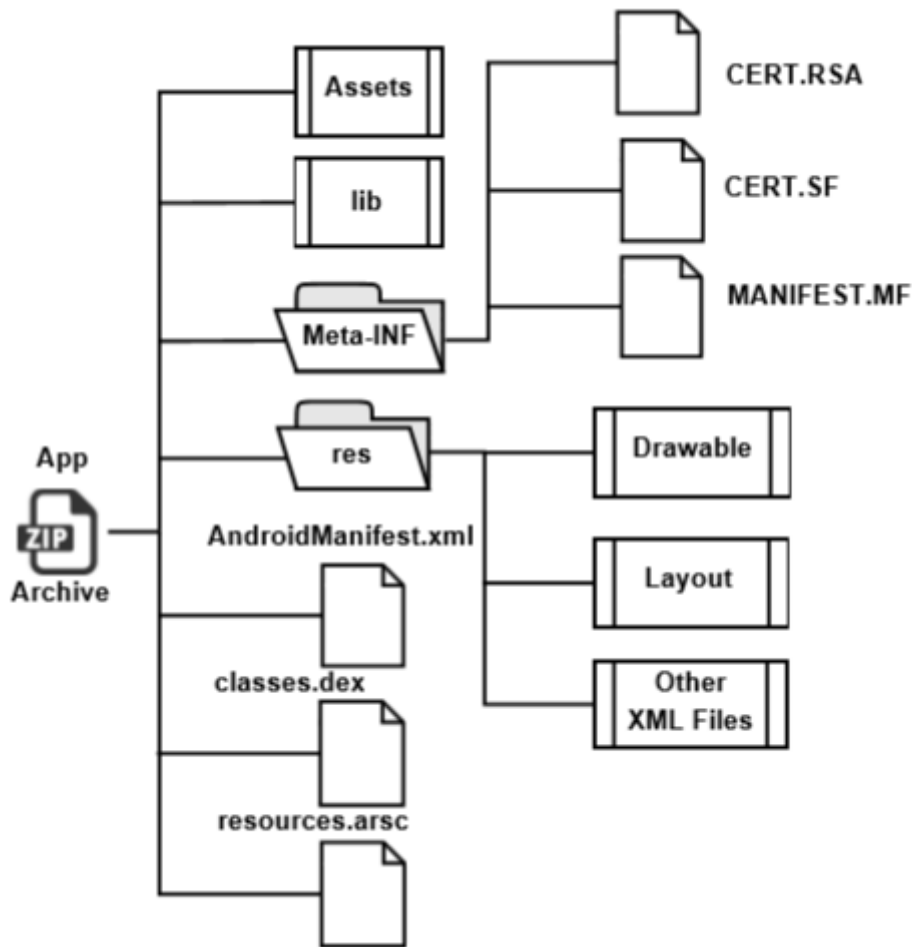 Assets
lib
Meta-INF
res
App
ZIP
Archive
AndroidManifest.xml
classes.dex
resources.arsc
CERT.RSA
CERT.SF
MANIFEST.MF
Drawable
Layout
Other
XML Files